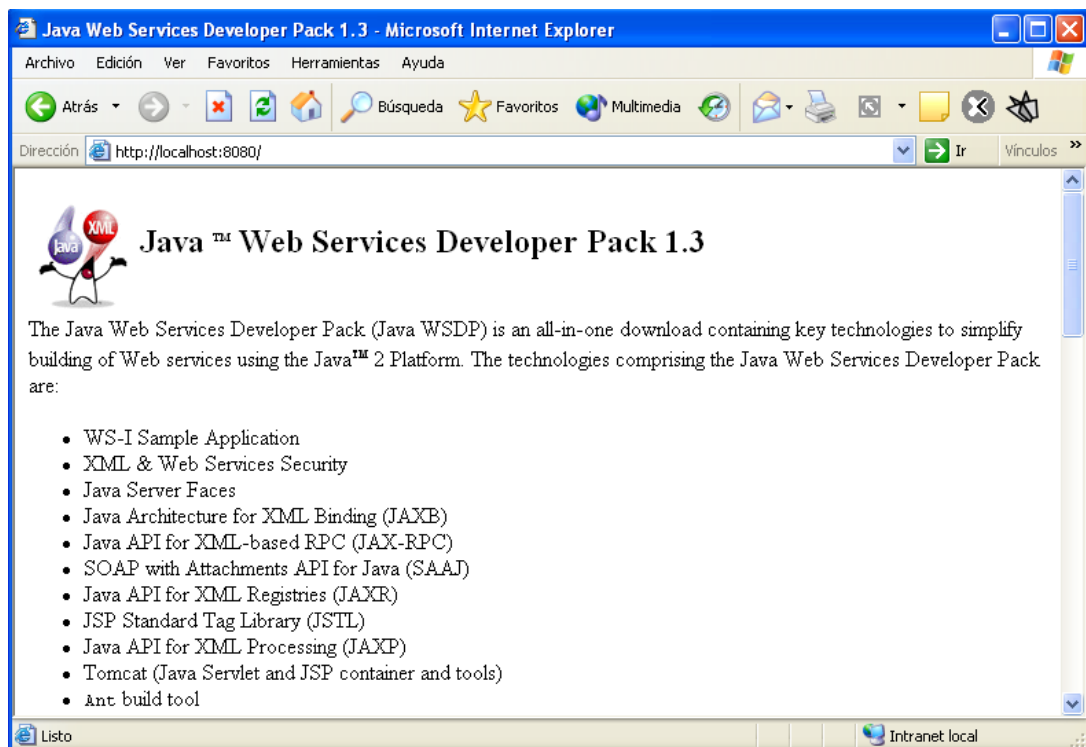 Java Web Services Developer Pack 1.3 - Microsoft Internet Explorer
Archivo Edición Ver Favoritos Herramientas Ayuda
Atrás Búsqueda Favoritos Multimedia
Dirección http://localhost:8080/ Ir Vínculos »
Java XML
Java ™ Web Services Developer Pack 1.3
The Java Web Services Developer Pack (Java WSDP) is an all-in-one download containing key technologies to simplify
building of Web services using the Java™ 2 Platform. The technologies comprising the Java Web Services Developer Pack
are:
• WS-I Sample Application
• XML & Web Services Security
• Java Server Faces
• Java Architecture for XML Binding (JAXB)
• Java API for XML-based RPC (JAX-RPC)
• SOAP with Attachments API for Java (SAAJ)
• Java API for XML Registries (JAXR)
• JSP Standard Tag Library (JSTL)
• Java API for XML Processing (JAXP)
• Tomcat (Java Servlet and JSP container and tools)
• Ant build tool
Listo Intranet local